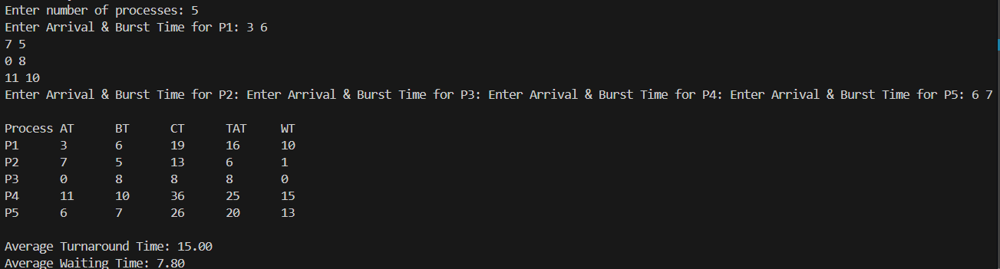 Enter number of processes: 5
Enter Arrival & Burst Time for P1: 3 6
7 5
0 8
11 10
Enter Arrival & Burst Time for P2: Enter Arrival & Burst Time for P3: Enter Arrival & Burst Time for P4: Enter Arrival & Burst Time for P5: 6 7
Process AT BT CT TAT WT
P1 3 6 19 16 10
P2 7 5 13 6 1
P3 0 8 8 8 0
P4 11 10 36 25 15
P5 6 7 26 20 13
Average Turnaround Time: 15.00
Average Waiting Time: 7.80